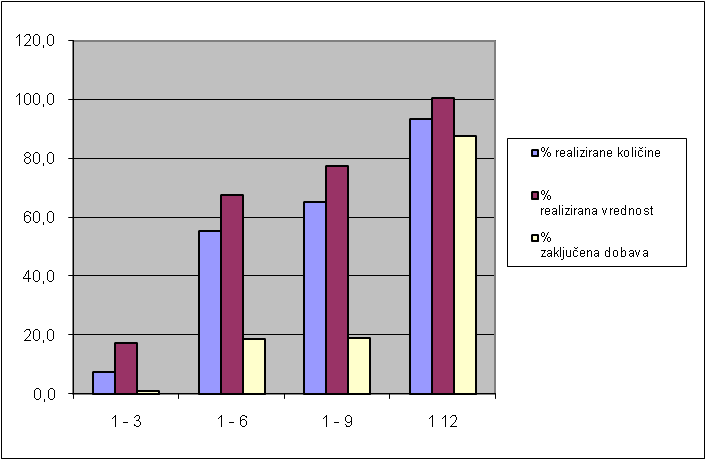 120,0
100,0
80,0
60,0
40,0
20,0
0,0
1 - 3
1 - 6
1 - 9
1 12
% realizirane količine
%
realizirana vrednost
%
zaključena dobava